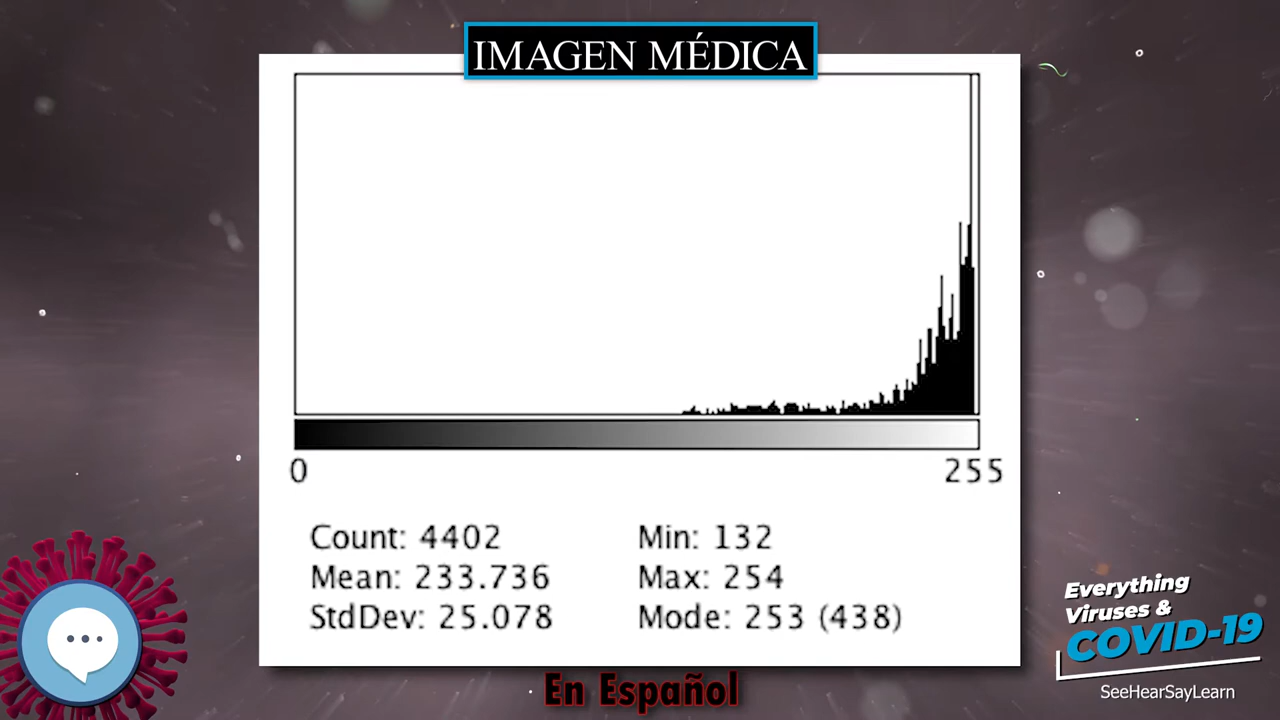 IMAGEN MÉDICA
0
255
Count: 4402
Min: 132
Mean: 233.736
Max: 254
StdDev: 25.078
Mode: 253 (438)
Everything
Viruses &
COVID-19
SeeHearSayLearn
En Español